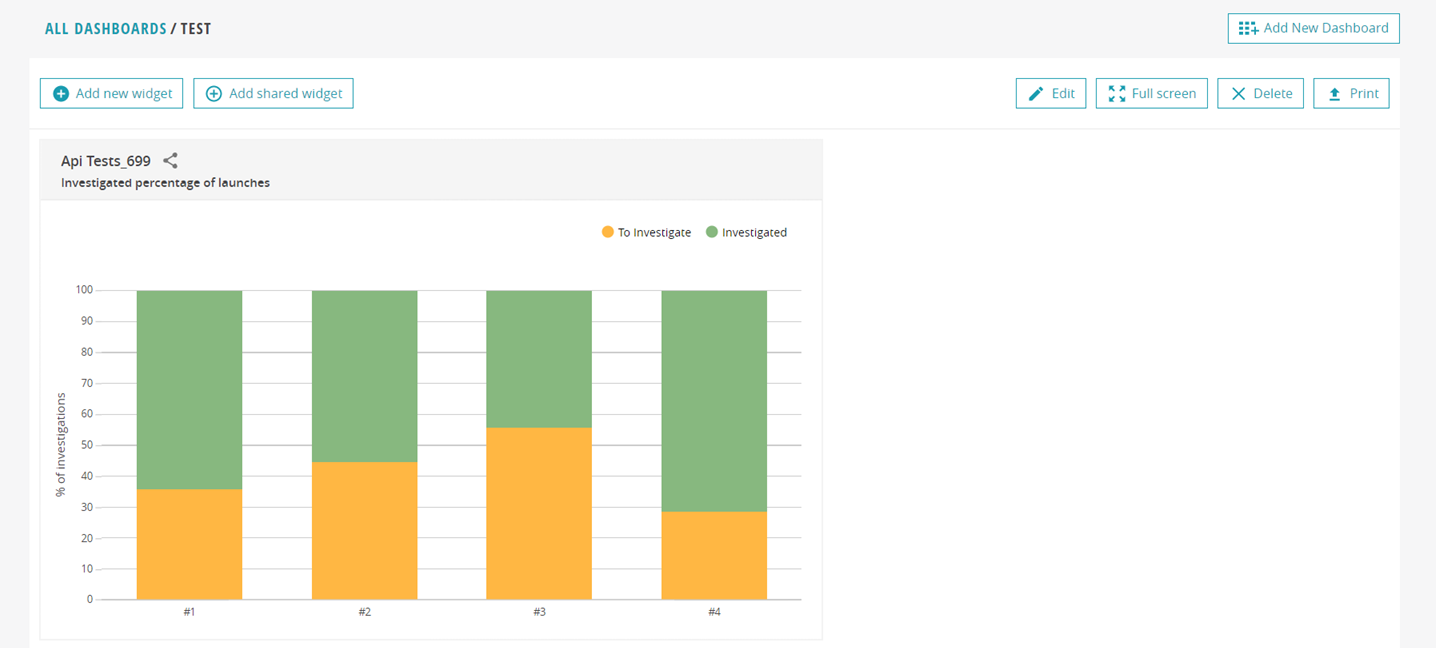 ALL DASHBOARDS / TEST
Add New Dashboard
Add new widget
Add shared widget
Edit
Full screen
Delete
Print
Api Tests_699
Investigated percentage of launches
To Investigate
Investigated
% of investigations
100
90
80
70
60
50
40
30
20
10
0
#1
#2
#3
#4